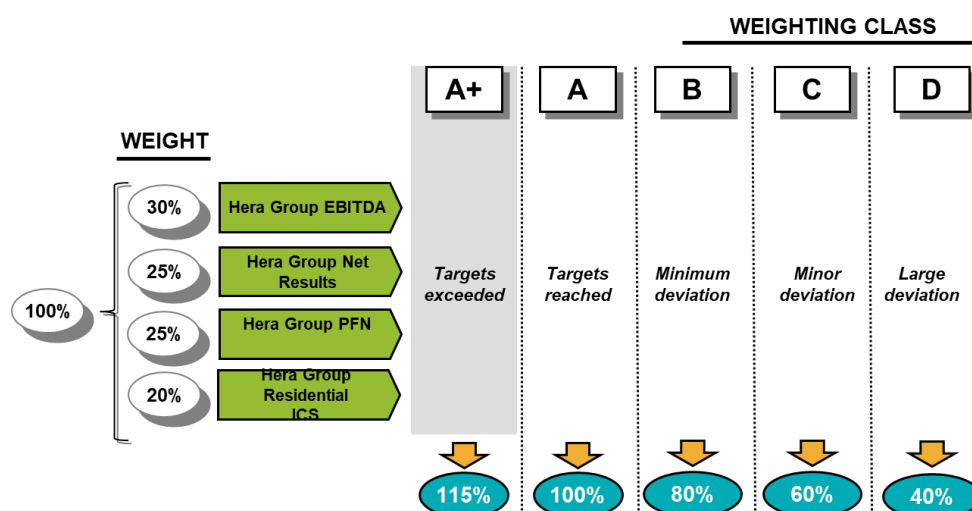 WEIGHTING CLASS
A+
A
B
C
D
WEIGHT
30%
Hera Group EBITDA
25%
Hera Group Net
Results
100%
25%
Hera Group PFN
20%
Hera Group
Residential
ICS
Targets
exceeded
Targets
reached
Minimum
deviation
Minor
deviation
Large
deviation
115%
100%
80%
60%
40%